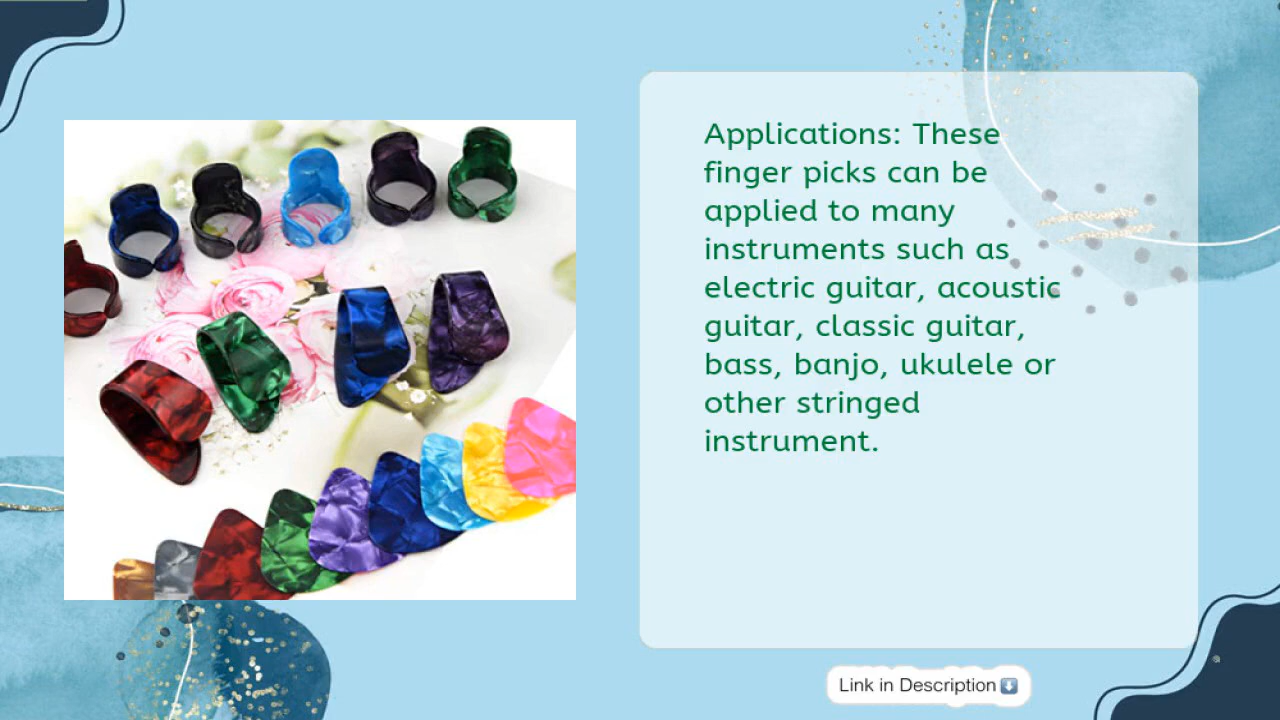 Applications: These
finger picks can be
applied to many
instruments such as
electric guitar, acoustic
guitar, classic guitar,
bass, banjo, ukulele or
other stringed
instrument.
Link in Description⬇️